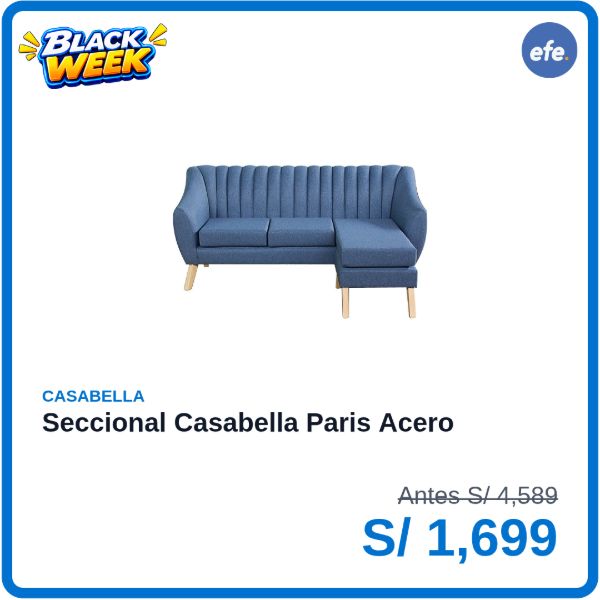 BLACK
WEEK
efe.
CASABELLA
Seccional Casabella Paris Acero
Antes S/ 4,589
S/ 1,699